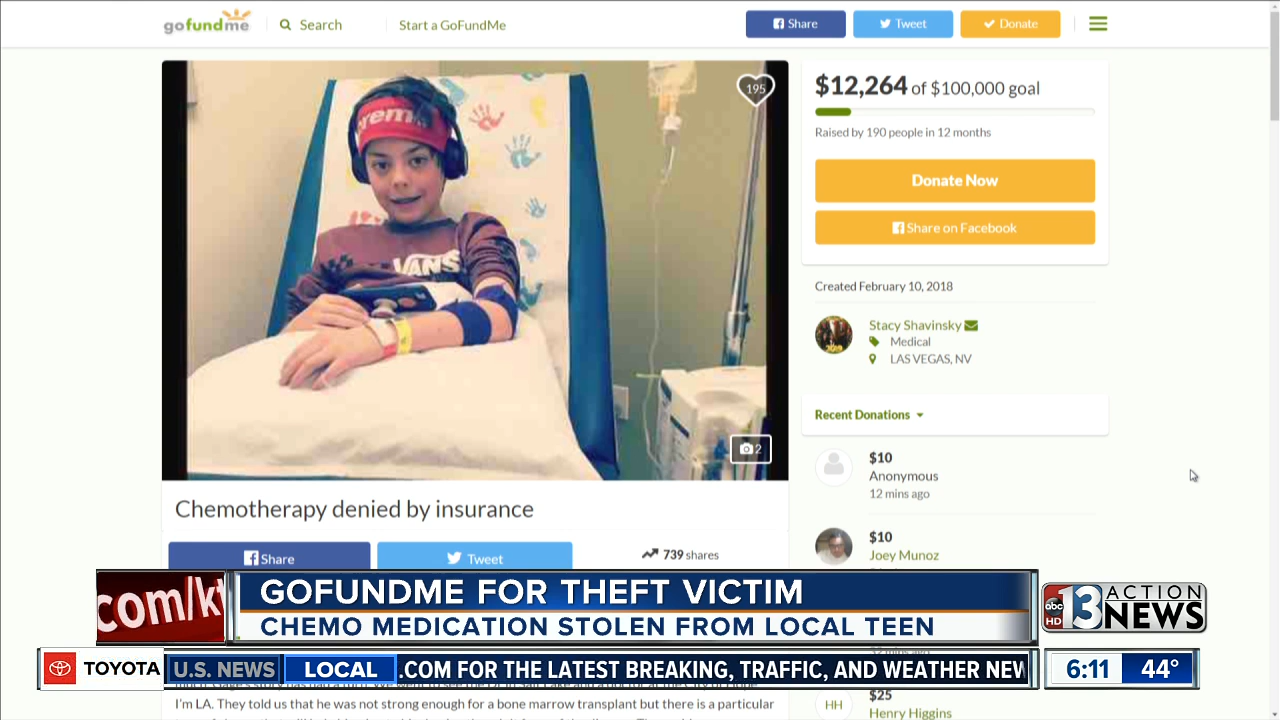 gofundme
Search
Start a GoFundMe
Share
Tweet
Donate
195
VANS
2
$12,264 of $100,000 goal
Raised by 190 people in 12 months
Donate Now
Share on Facebook
Created February 10, 2018
Stacy Shavinsky
Medical
LAS VEGAS, NV
Recent Donations
$10
Anonymous
12 mins ago
$10
Joey Munoz
Chemotherapy denied by insurance
Share
Tweet
739 shares
com/k
GOFUNDME FOR THEFT VICTIM
CHEMO MEDICATION STOLEN FROM LOCAL TEEN
abc HD 13 ACTION NEWS
TOYOTA
U.S. NEWS
LOCAL
.COM FOR THE LATEST BREAKING, TRAFFIC, AND WEATHER NEW
6:11
44°
I'm LA. They told us that he was not strong enough for a bone marrow transplant but there is a particular
HH
$25
Henry Higgins